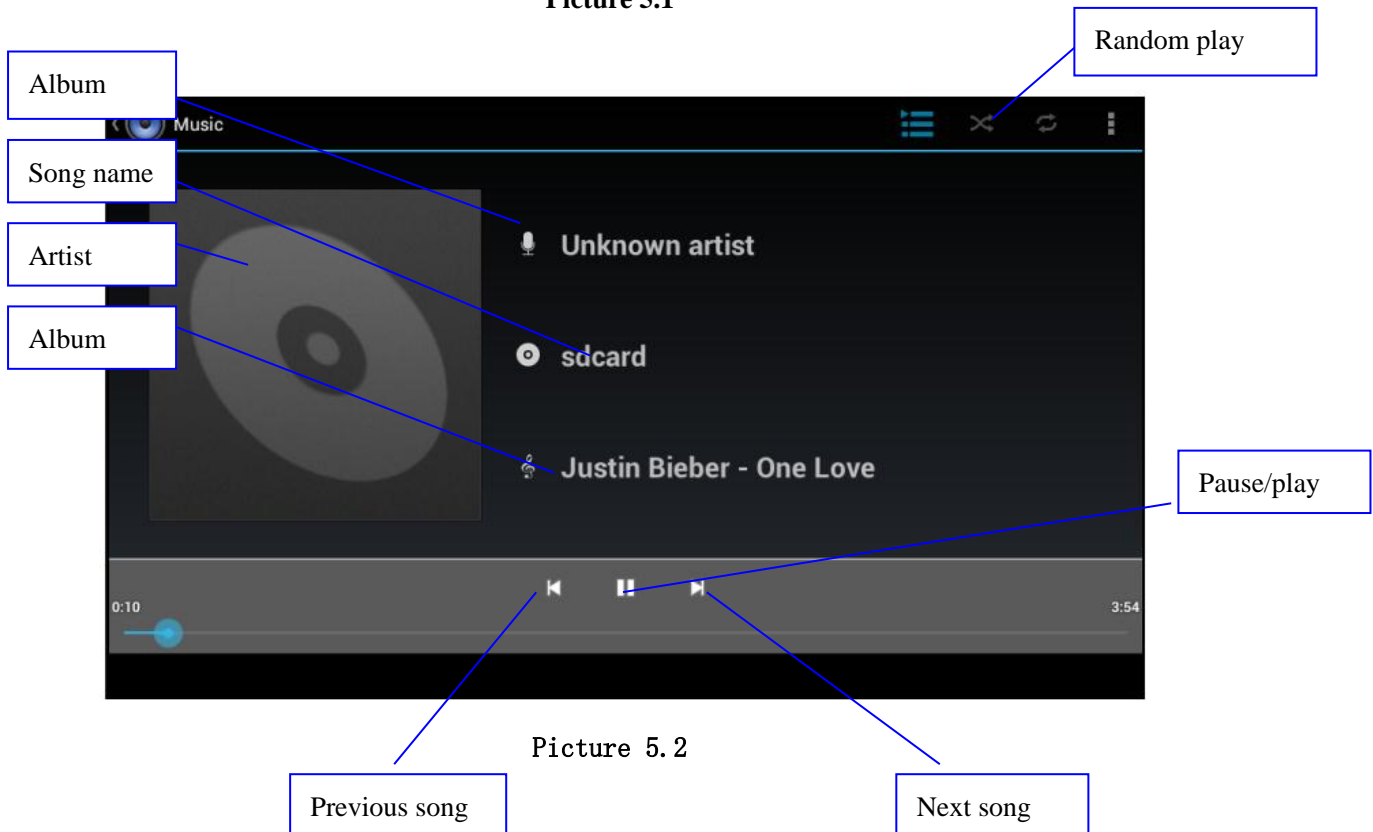 Picture 5.1
Random play
Album
Music
Song name
Unknown artist
Artist
Album
sdcard
Justin Bieber - One Love
Pause/play
0:10
3:54
Picture 5.2
Previous song
Next song